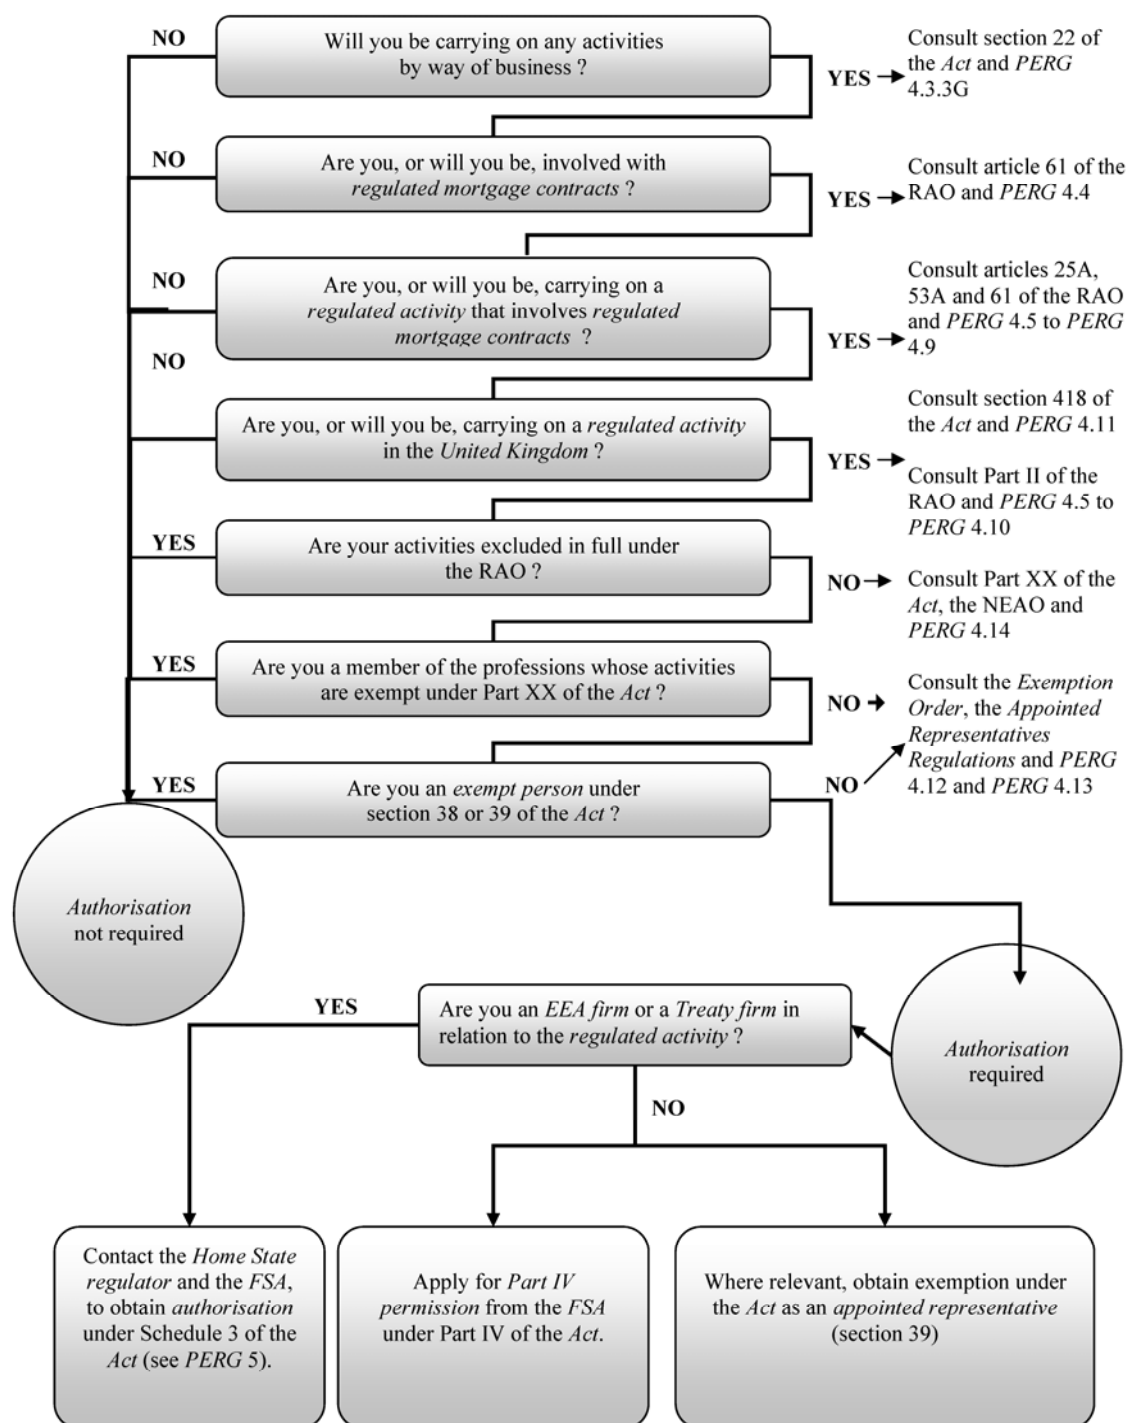 NO
Will you be carrying on any activities
by way of business ?
YES
Consult section 22 of
the Act and PERG
4.3.3G
NO
Are you, or will you be, involved with
regulated mortgage contracts ?
YES
Consult article 61 of the
RAO and PERG 4.4
NO
Are you, or will you be, carrying on a
regulated activity that involves regulated
mortgage contracts ?
YES
Consult articles 25A,
53A and 61 of the RAO
and PERG 4.5 to PERG
4.9
NO
Are you, or will you be, carrying on a regulated activity
in the United Kingdom ?
YES
Consult section 418 of
the Act and PERG 4.11
Consult Part II of the
RAO and PERG 4.5 to
PERG 4.10
YES
Are your activities excluded in full under
the RAO ?
NO
Consult Part XX of the
Act, the NEAO and
PERG 4.14
YES
Are you a member of the professions whose activities
are exempt under Part XX of the Act ?
NO
Consult the Exemption
Order, the Appointed
Representatives
Regulations and PERG
4.12 and PERG 4.13
YES
Are you an exempt person under
section 38 or 39 of the Act ?
NO
Authorisation
not required
YES
Are you an EEA firm or a Treaty firm in
relation to the regulated activity ?
Authorisation
required
NO
Contact the Home State
regulator and the FSA,
to obtain authorisation
under Schedule 3 of the
Act (see PERG 5).
Apply for Part IV
permission from the FSA
under Part IV of the Act.
Where relevant, obtain exemption under
the Act as an appointed representative
(section 39)